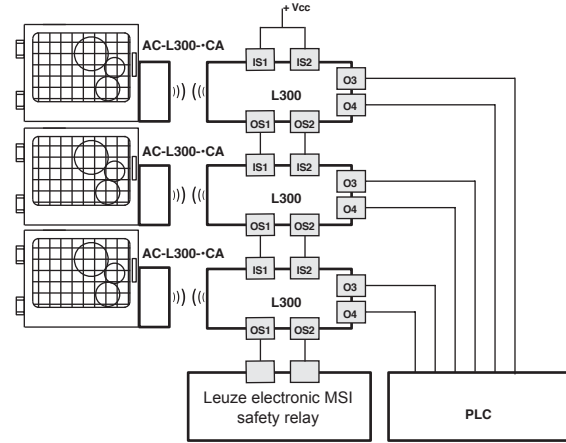 + Vcc
AC-L300-•CA
IS1 IS2
O3
L300
O4
OS1 OS2
AC-L300-•CA
IS1 IS2
O3
L300
O4
OS1 OS2
AC-L300-•CA
IS1 IS2
O3
L300
O4
OS1 OS2
Leuze electronic MSI
safety relay
PLC